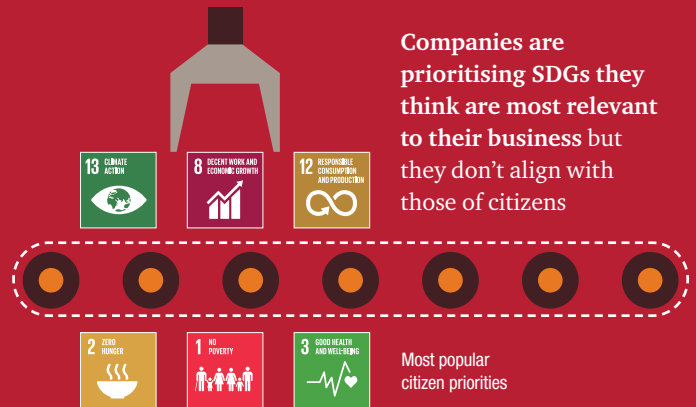 Companies are
prioritising SDGs they
think are most relevant
to their business but
they don't align with
those of citizens
13 CLIMATE
ACTION
8 DECENT WORK AND
ECONOMIC GROWTH
12 RESPONSIBLE
CONSUMPTION
AND PRODUCTION
2 ZERO
HUNGER
1 NO
POVERTY
3 GOOD HEALTH
AND WELL-BEING
Most popular
citizen priorities